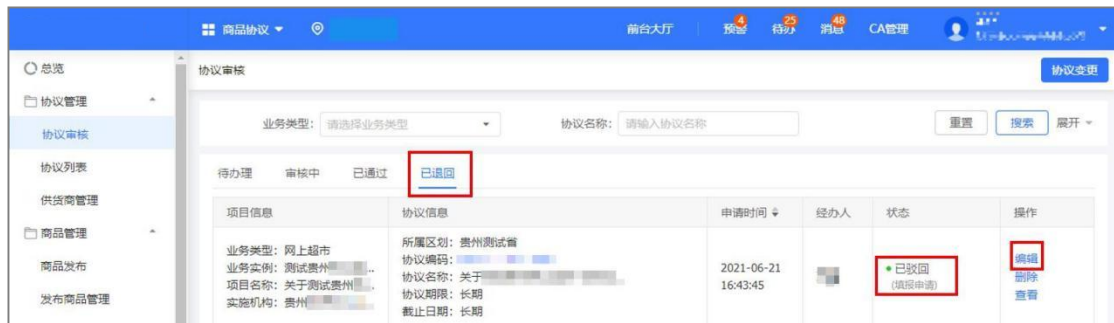 商品协议
前台大厅
预警 4
待办 25
消息 48
CA管理
总览
协议管理
协议审核
协议列表
供货商管理
商品管理
商品发布
发布商品管理
协议审核
协议变更
业务类型： 请选择业务类型
协议名称： 请输入协议名称
重置
搜索
展开
待办理 审核中 已通过 已退回
项目信息 协议信息 申请时间 经办人 状态 操作
业务类型：网上超市
业务实例：测试贵州 ...
项目名称：关于测试贵州 ...
实施机构：贵州
所属区划：贵州测试省
协议编码：
协议名称：关于
协议期限：长期
截止日期：长期
2021-06-21
16:43:45
已驳回
(填报申请)
编辑
删除
查看